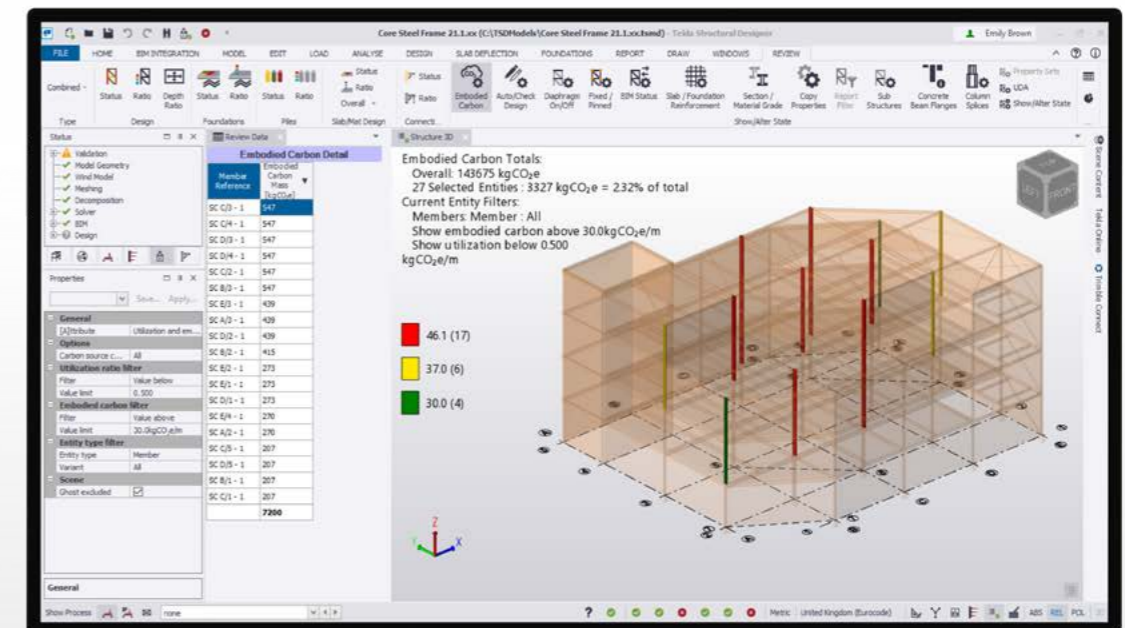 Core Steel Frame 21.1.xx (C:\TSDModels\Core Steel Frame 21.1.xx.tsmd) - Tekla Structural Designer
Emily Brown
FILE HOME BIM INTEGRATION MODEL EDIT LOAD ANALYSE DESIGN SLAB DEFLECTION FOUNDATIONS REPORT DRAW WINDOWS REVIEW
Combined
Status Ratio Depth Ratio
Status Ratio
Status Ratio
Status
Ratio
Overall
Status
Ratio
Embodied Carbon
Auto/Check Design
Diaphragm On/Off
Fixed / Pinned
BIM Status
Slab / Foundation Reinforcement
Section / Material Grade
Copy Properties
Report Filter
Sub Structures
Concrete Beam Flanges
Column Splices
Property Sets
UDA
Show/Alter State
Type Design Foundations Piles Slab/Mat Design Connecti... Show/Alter State
Status
Validation
Model Geometry
Wind Model
Meshing
Decomposition
Solver
BIM
Design
Properties
Save... Apply...
General
[A]ttribute Utilization and em...
Options
Carbon source c... All
Utilization ratio filter
Filter Value below
Value limit 0.500
Embodied carbon filter
Filter Value above
Value limit 30.0kgCO₂e/m
Entity type filter
Entity type Member
Variant All
Scene
Ghost excluded
General
Review Data
Embodied Carbon Detail
Member Reference Embodied Carbon Mass [kgCO₂e]
SC C/3 - 1 547
SC C/4 - 1 547
SC D/3 - 1 547
SC D/4 - 1 547
SC C/2 - 1 547
SC B/3 - 1 547
SC E/3 - 1 439
SC A/3 - 1 439
SC D/2 - 1 439
SC B/2 - 1 415
SC E/2 - 1 273
SC E/1 - 1 273
SC D/1 - 1 273
SC E/4 - 1 270
SC A/2 - 1 270
SC C/5 - 1 207
SC D/5 - 1 207
SC B/1 - 1 207
SC C/1 - 1 207
7200
Structure 3D
Embodied Carbon Totals:
Overall: 143675 kgCO₂e
27 Selected Entities : 3327 kgCO₂e = 2.32% of total
Current Entity Filters:
Members: Member : All
Show embodied carbon above 30.0kgCO₂e/m
Show utilization below 0.500
kgCO₂e/m
46.1 (17)
37.0 (6)
30.0 (4)
LEFT FRONT
Z
Y X
Scene Content
Tekla Online
Trimble Connect
Show Process none
Metric United Kingdom (Eurocode) ABS REL POL